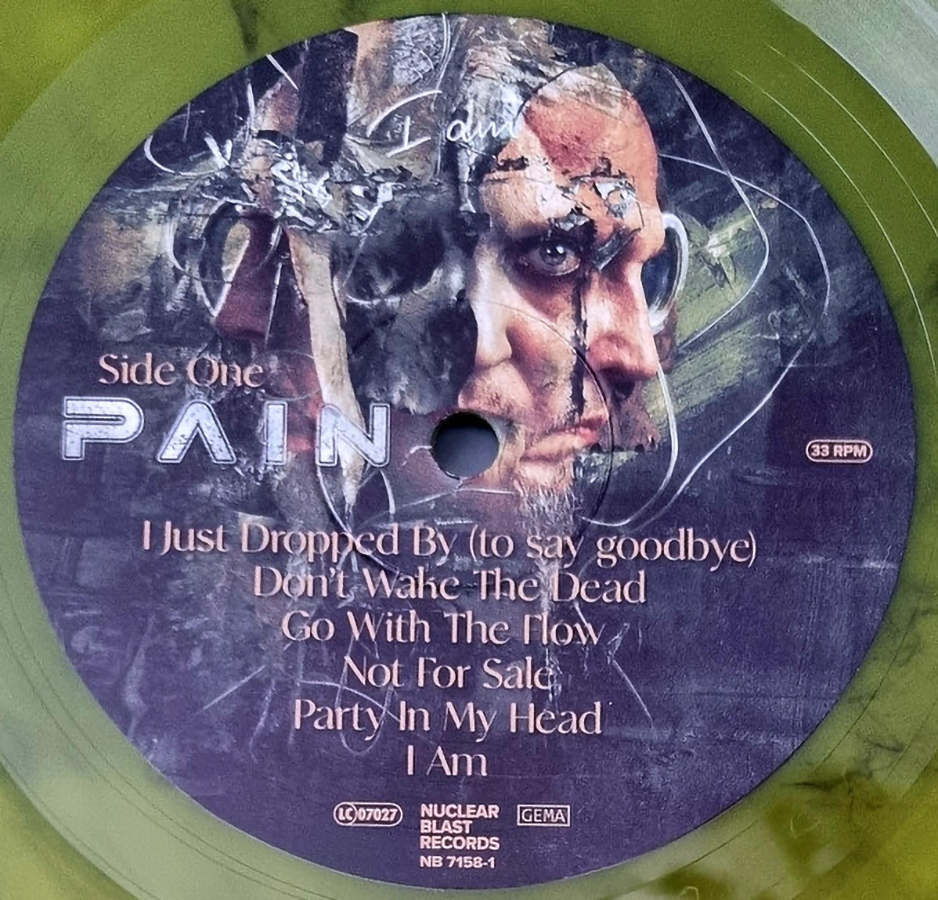 I am
Side One
PAIN
33 RPM
I Just Dropped By (to say goodbye)
Don't Wake The Dead
Go With The Flow
Not For Sale
Party In My Head
I Am
LC 07027
NUCLEAR
BLAST
RECORDS
GEMA
NB 7158-1